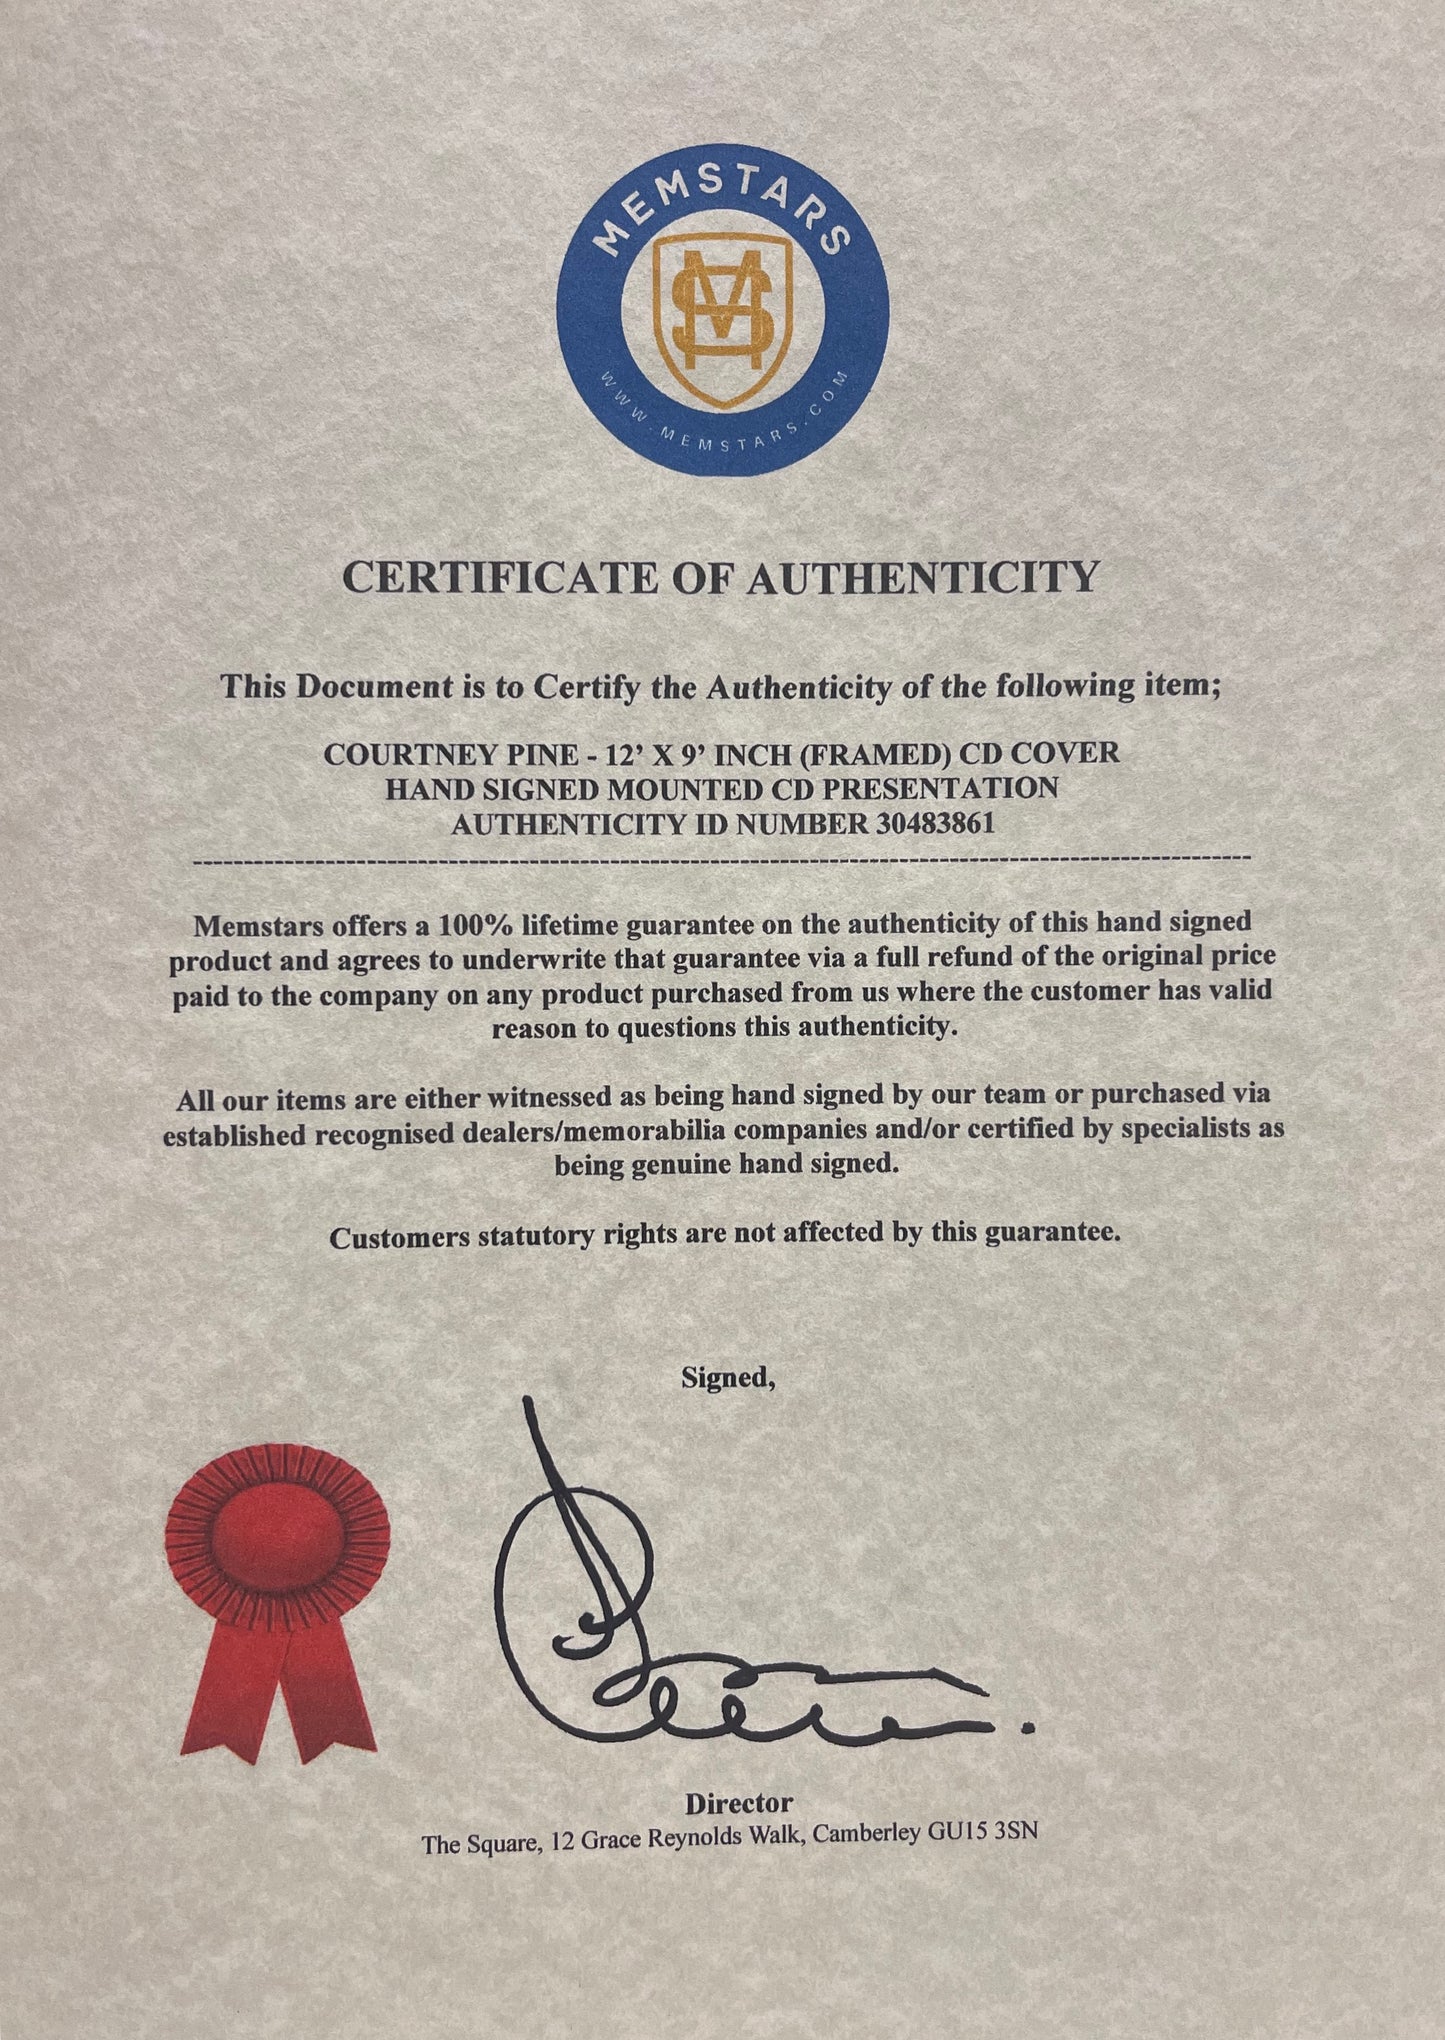 MEMSTARS
MS
WWW.MEMSTARS.COM
CERTIFICATE OF AUTHENTICITY
This Document is to Certify the Authenticity of the following item;
COURTNEY PINE - 12’ X 9’ INCH (FRAMED) CD COVER
HAND SIGNED MOUNTED CD PRESENTATION
AUTHENTICITY ID NUMBER 30483861
Memstars offers a 100% lifetime guarantee on the authenticity of this hand signed
product and agrees to underwrite that guarantee via a full refund of the original price
paid to the company on any product purchased from us where the customer has valid
reason to questions this authenticity.
All our items are either witnessed as being hand signed by our team or purchased via
established recognised dealers/memorabilia companies and/or certified by specialists as
being genuine hand signed.
Customers statutory rights are not affected by this guarantee.
Signed,
Director
The Square, 12 Grace Reynolds Walk, Camberley GU15 3SN